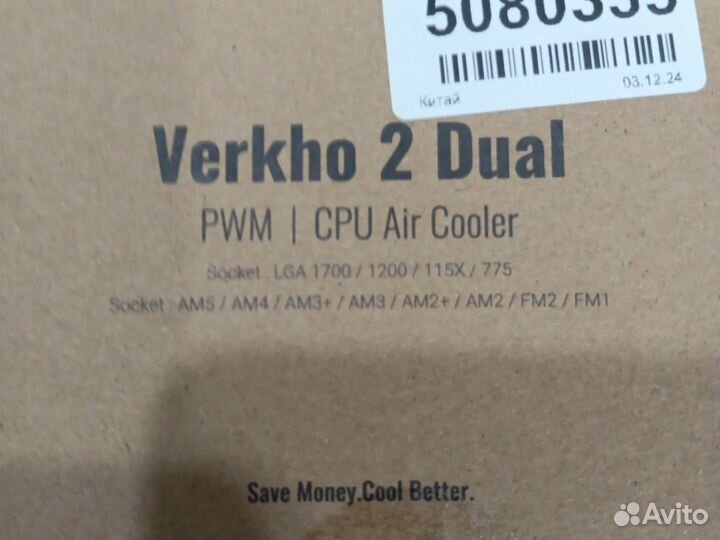 Китай
03.12.24
Verkho 2 Dual
PWM | CPU Air Cooler
Socket : LGA 1700 / 1200 / 115X / 775
Socket : AM5 / AM4 / AM3+ / AM3 / AM2+ / AM2 / FM2 / FM1
Save Money.Cool Better.
Avito